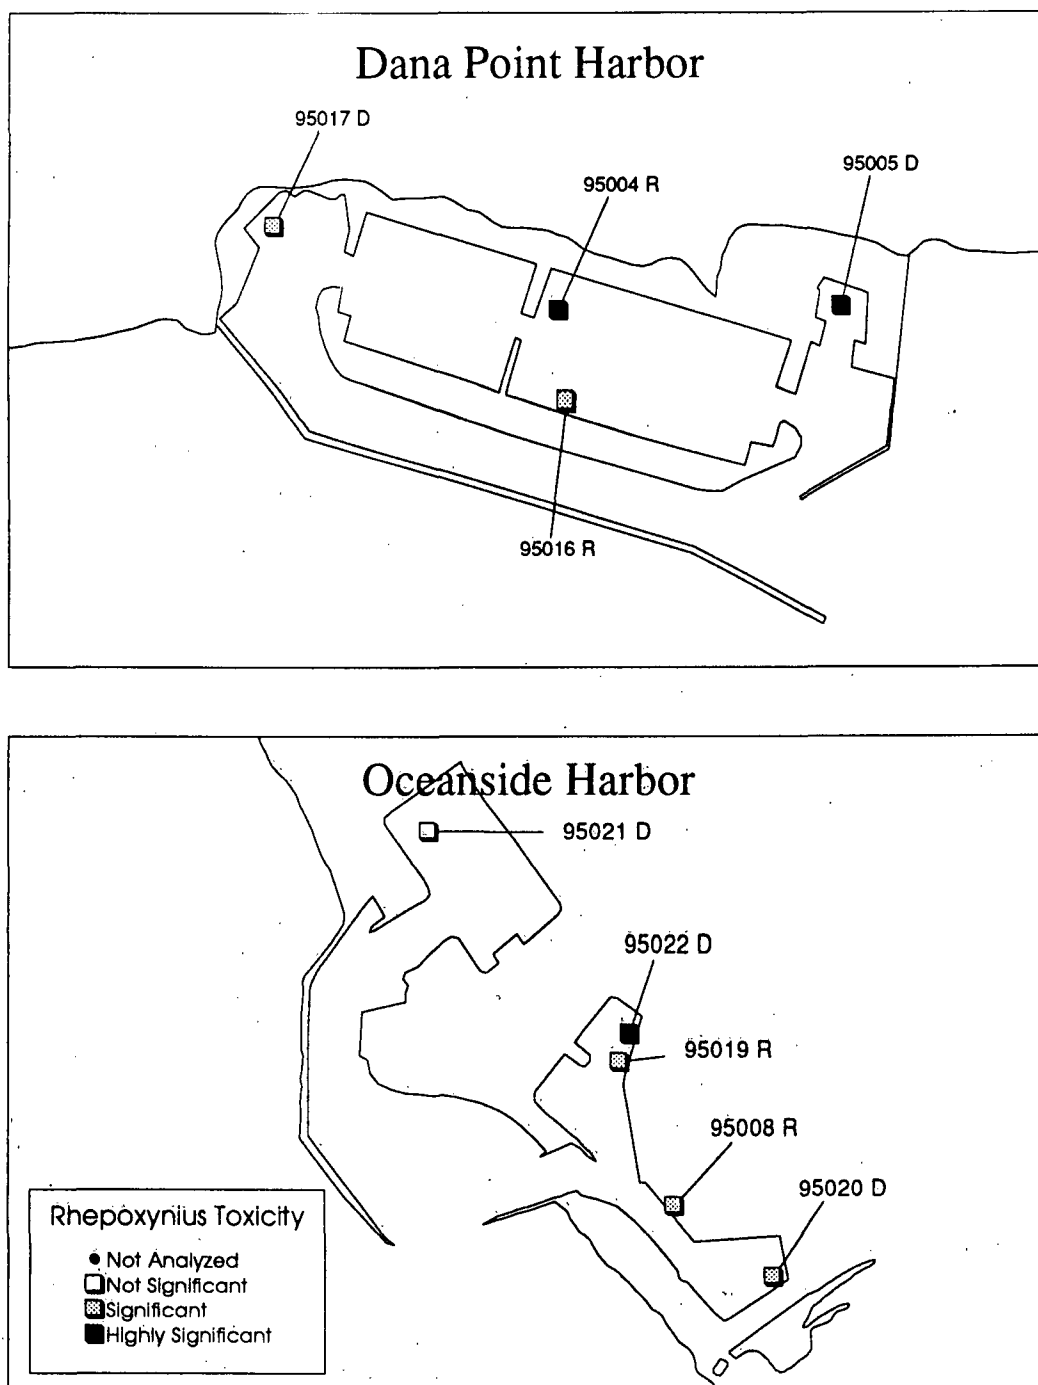 Dana Point Harbor
95017 D
95004 R
95005 D
95016 R
Oceanside Harbor
95021 D
95022 D
95019 R
95008 R
95020 D
Rhepoxynius Toxicity
Not Analyzed
Not Significant
Significant
Highly Significant